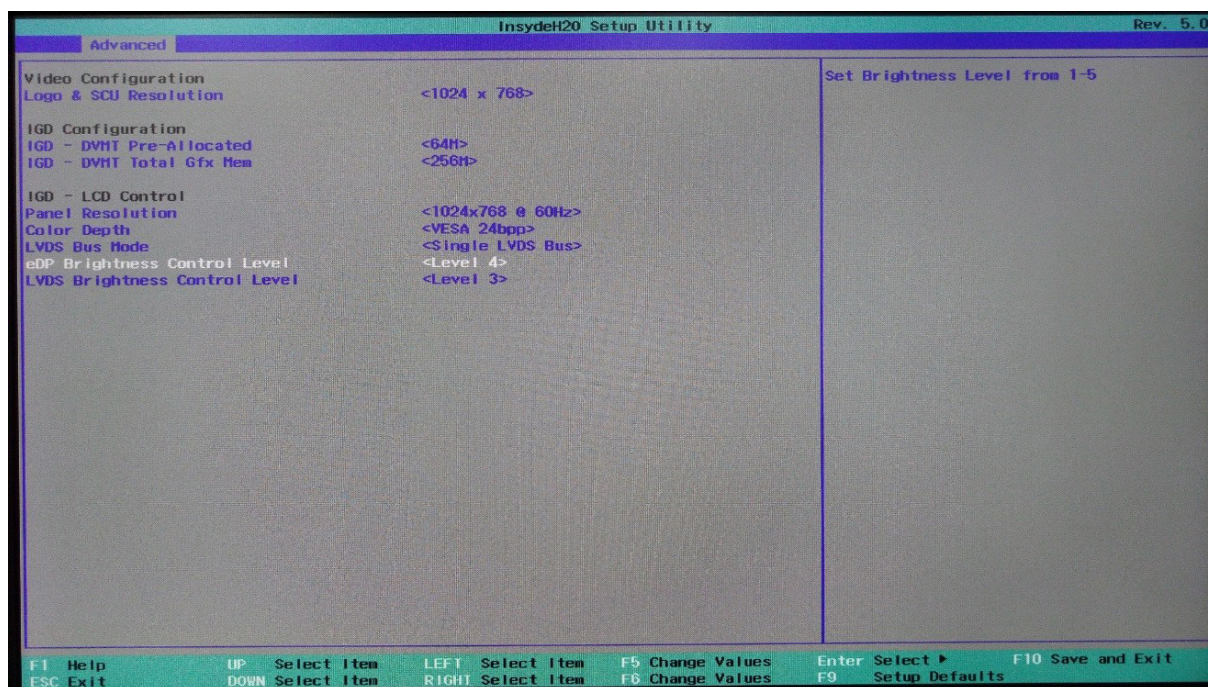 InsydeH20 Setup Utility Rev. 5.0
Advanced
Video Configuration
Logo & SCU Resolution <1024 x 768>
IGD Configuration
IGD - DVMT Pre-Allocated <64M>
IGD - DVMT Total Gfx Mem <256M>
IGD - LCD Control
Panel Resolution <1024x768 @ 60Hz>
Color Depth <VESA 24bpp>
LVDS Bus Mode <Single LVDS Bus>
eDP Brightness Control Level <Level 4>
LVDS Brightness Control Level <Level 3>
Set Brightness Level from 1-5
F1 Help UP Select Item LEFT Select Item F5 Change Values Enter Select ▶ F10 Save and Exit
ESC Exit DOWN Select Item RIGHT Select Item F6 Change Values F9 Setup Defaults